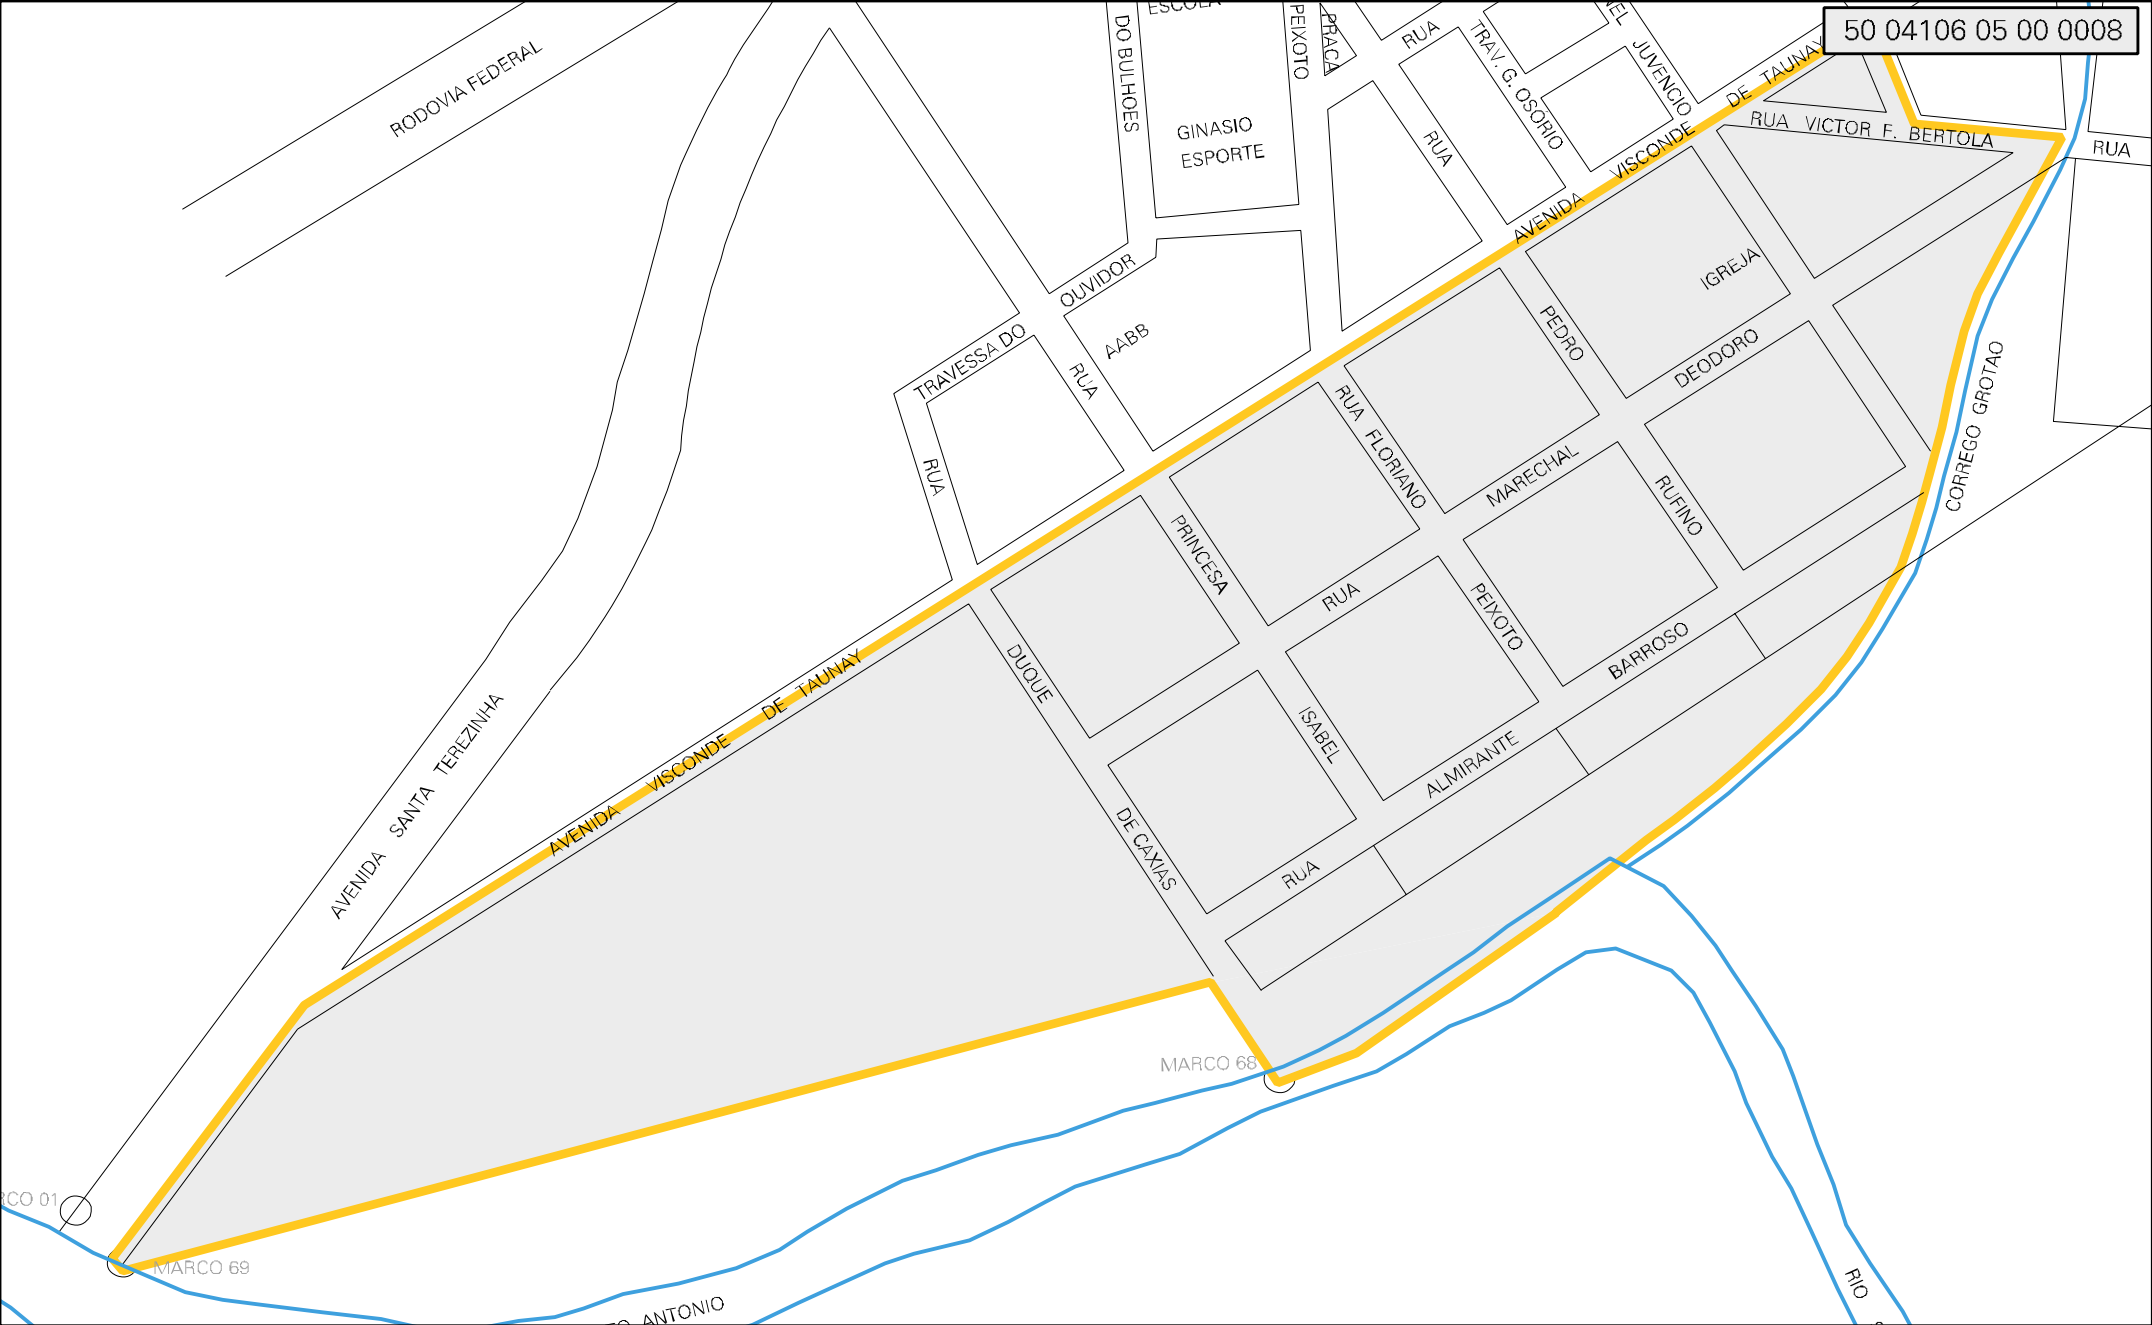 50 04106 05 00 0008
RODOVIA FEDERAL
DO BULHOES
PEIXOTO
PRACA
RUA
TRAV. G. OSORIO
JUVENCIO
GINASIO
ESPORTE
RUA
AVENIDA VISCONDE DE TAUNAY
RUA VICTOR F. BERTOLA
RUA
IGREJA
TRAVESSA DO OUVIDOR
AABB
RUA
RUA
PEDRO
RUFINO
RUA FLORIANO
PEIXOTO
PRINCESA
ISABEL
DUQUE
DE CAXIAS
RUA MARECHAL DEODORO
RUA ALMIRANTE BARROSO
CORREGO GROTAO
AVENIDA SANTA TEREZINHA
AVENIDA VISCONDE DE TAUNAY
MARCO 68
RCO 01
MARCO 69
ANTONIO
RIO